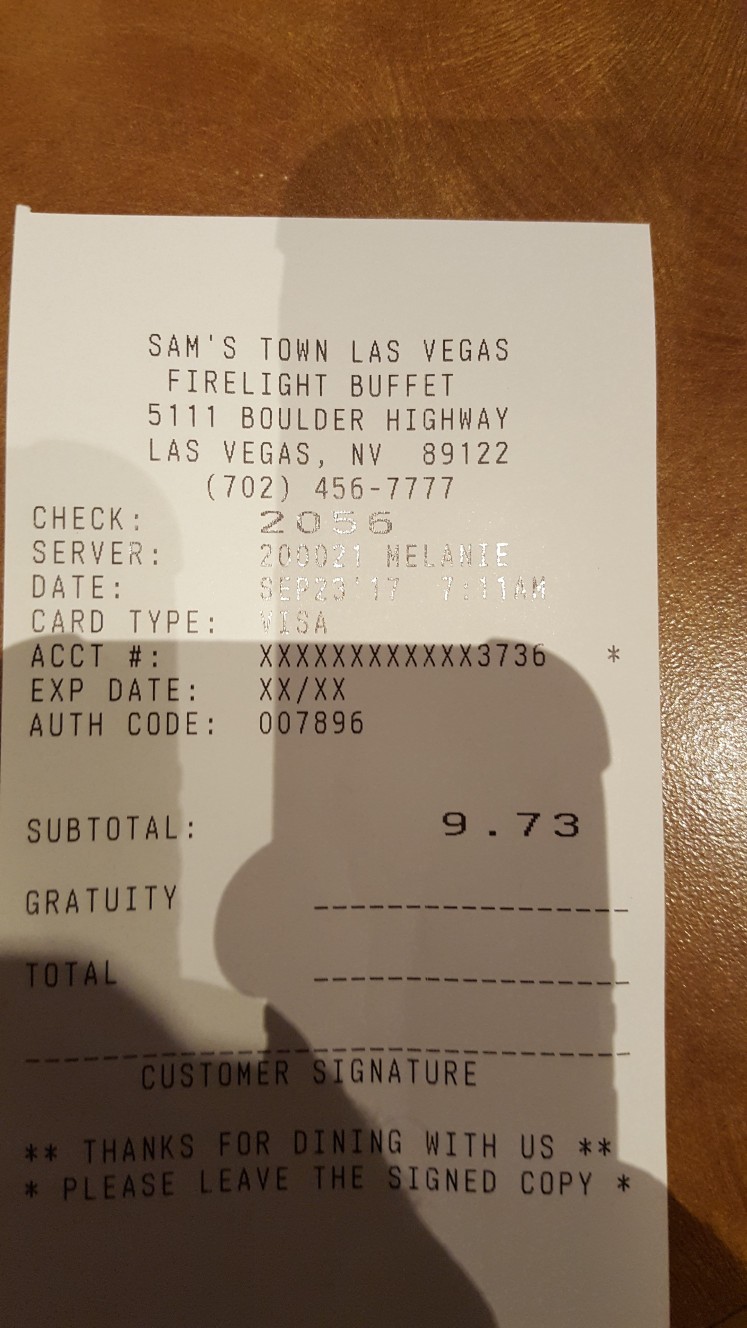 SAM'S TOWN LAS VEGAS
FIRELIGHT BUFFET
5111 BOULDER HIGHWAY
LAS VEGAS, NV 89122
(702) 456-7777
CHECK: 2056
SERVER: 200021 MELANIE
DATE: SEP23'17 7:11AM
CARD TYPE: VISA
ACCT #: XXXXXXXXXXXX3736 *
EXP DATE: XX/XX
AUTH CODE: 007896
SUBTOTAL: 9.73
GRATUITY
TOTAL
CUSTOMER SIGNATURE
** THANKS FOR DINING WITH US **
* PLEASE LEAVE THE SIGNED COPY *